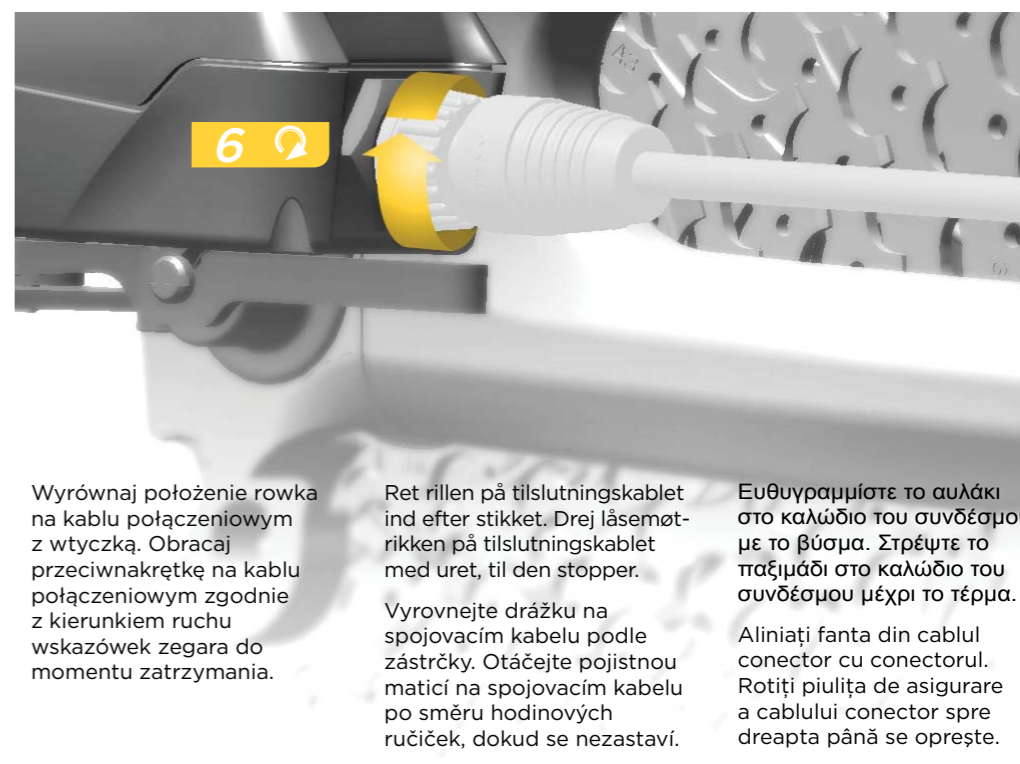 6
Wyrównaj położenie rowka
na kablu połączeniowym
z wtyczką. Obracaj
przeciwnakrętkę na kablu
połączeniowym zgodnie
z kierunkiem ruchu
wskazówek zegara do
momentu zatrzymania.
Ret rillen på tilslutningskablet
ind efter stikket. Drej låsemøt-
rikken på tilslutningskablet
med uret, til den stopper.
Vyrovnejte drážku na
spojovacím kabelu podle
zástrčky. Otáčejte pojistnou
maticí na spojovacím kabelu
po směru hodinových
ručiček, dokud se nezastaví.
Ευθυγραμμίστε το αυλάκι
στο καλώδιο του συνδέσμου
με το βύσμα. Στρέψτε το
παξιμάδι στο καλώδιο του
συνδέσμου μέχρι το τέρμα.
Aliniați fanta din cablul
conector cu conectorul.
Rotiți piulița de asigurare
a cablului conector spre
dreapta până se oprește.